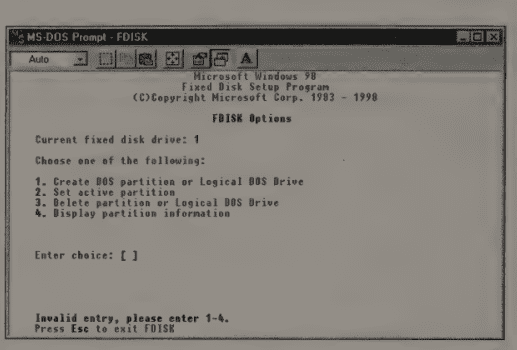 MS-DOS Prompt - FDISK
Auto
A
Microsoft Windows 98
Fixed Disk Setup Program
(C)Copyright Microsoft Corp. 1983 - 1998
FDISK Options
Current fixed disk drive: 1
Choose one of the following:
1. Create DOS partition or Logical DOS Drive
2. Set active partition
3. Delete partition or Logical DOS Drive
4. Display partition information
Enter choice: [ ]
Invalid entry, please enter 1-4.
Press Esc to exit FDISK